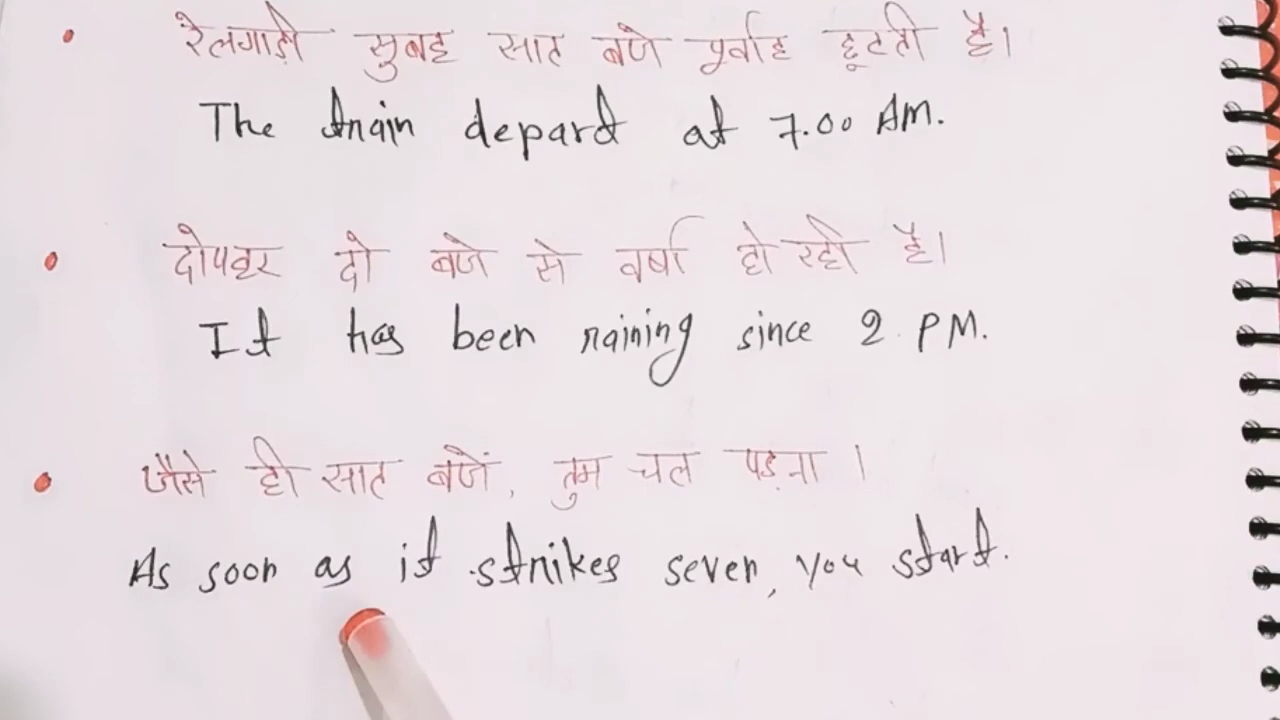 रेलगाड़ी सुबह सात बजे पूर्वाह छूटती है।
The train depart at 7.00 AM.
दोपहर दो बजे से वर्षा हो रही है।
It has been raining since 2 PM.
जैसे ही सात बजें, तुम चल पड़ना।
As soon as it strikes seven, you start.